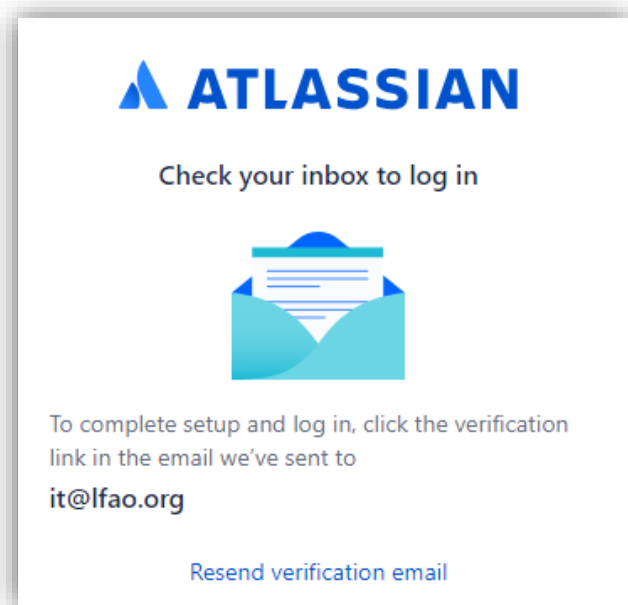 ATLASSIAN
Check your inbox to log in
To complete setup and log in, click the verification
link in the email we've sent to
it@lfao.org
Resend verification email